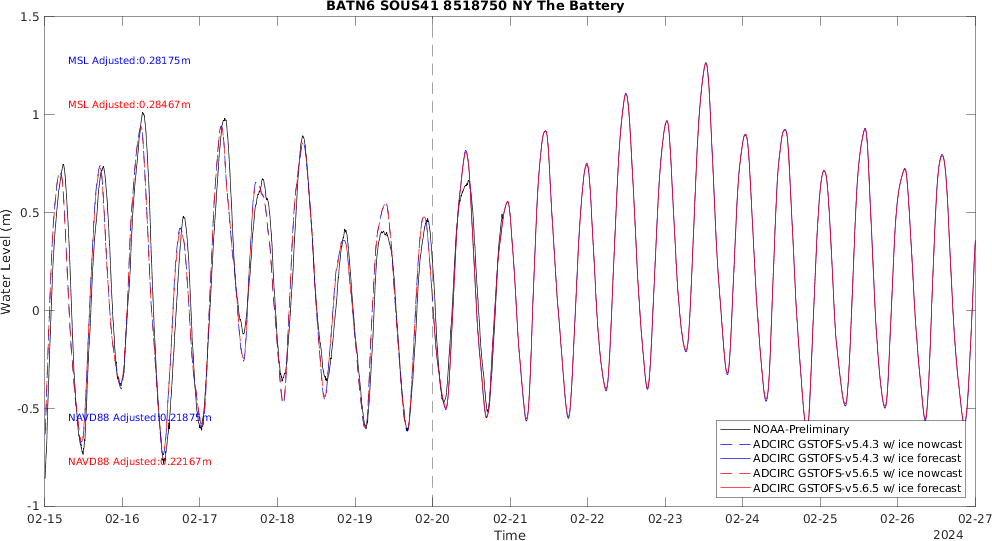 BATN6 SOUS41 8518750 NY The Battery
1.5
1
0.5
0
-0.5
-1
Water Level (m)
MSL Adjusted:0.28175m
MSL Adjusted:0.28467m
NAVD88 Adjusted:0.21875m
NAVD88 Adjusted:0.22167m
NOAA-Preliminary
ADCIRC GSTOFS-v5.4.3 w/ ice nowcast
ADCIRC GSTOFS-v5.4.3 w/ ice forecast
ADCIRC GSTOFS-v5.6.5 w/ ice nowcast
ADCIRC GSTOFS-v5.6.5 w/ ice forecast
02-15 02-16 02-17 02-18 02-19 02-20 02-21 02-22 02-23 02-24 02-25 02-26 02-27
Time
2024